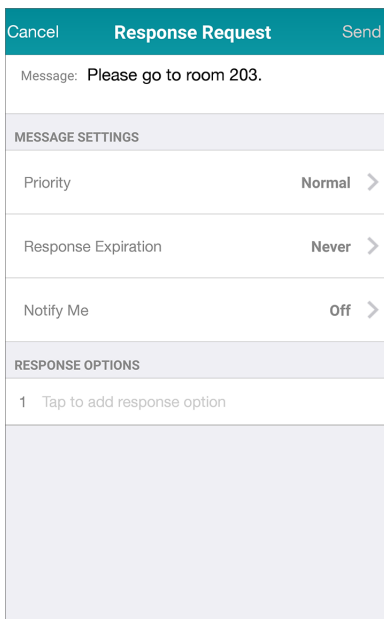 Cancel Response Request Send
Message: Please go to room 203.
MESSAGE SETTINGS
Priority Normal
Response Expiration Never
Notify Me Off
RESPONSE OPTIONS
1 Tap to add response option